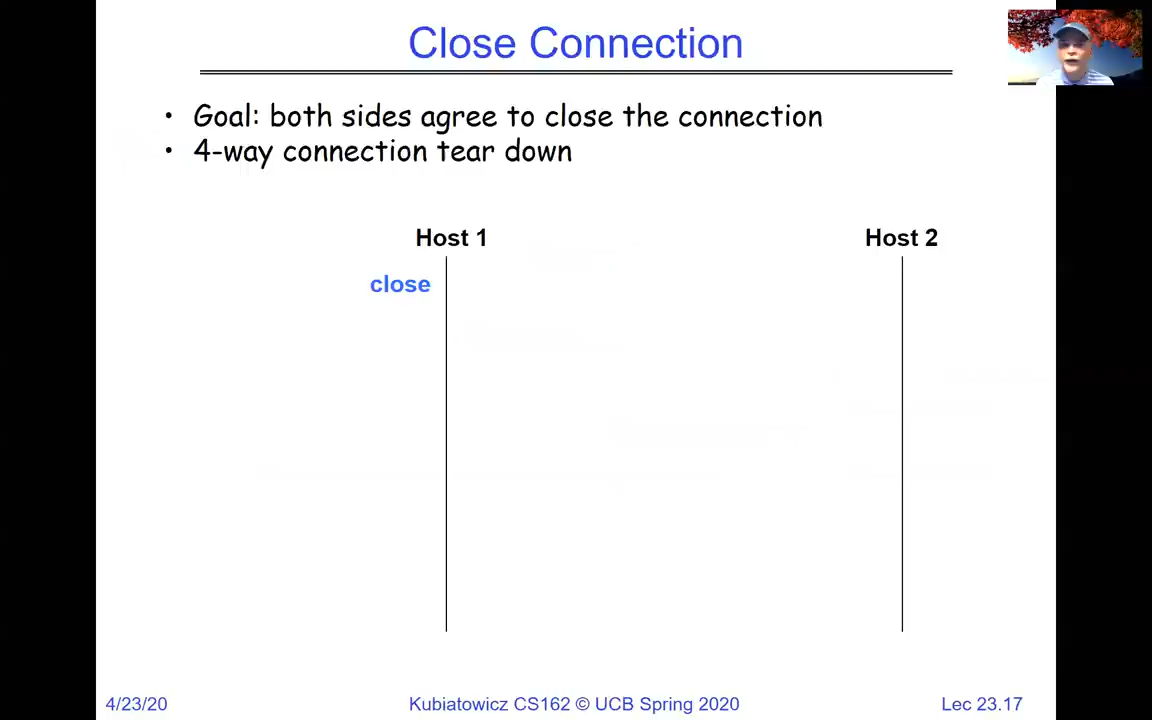 Close Connection
• Goal: both sides agree to close the connection
• 4-way connection tear down
Host 1
Host 2
close
4/23/20
Kubiatowicz CS162 © UCB Spring 2020
Lec 23.17